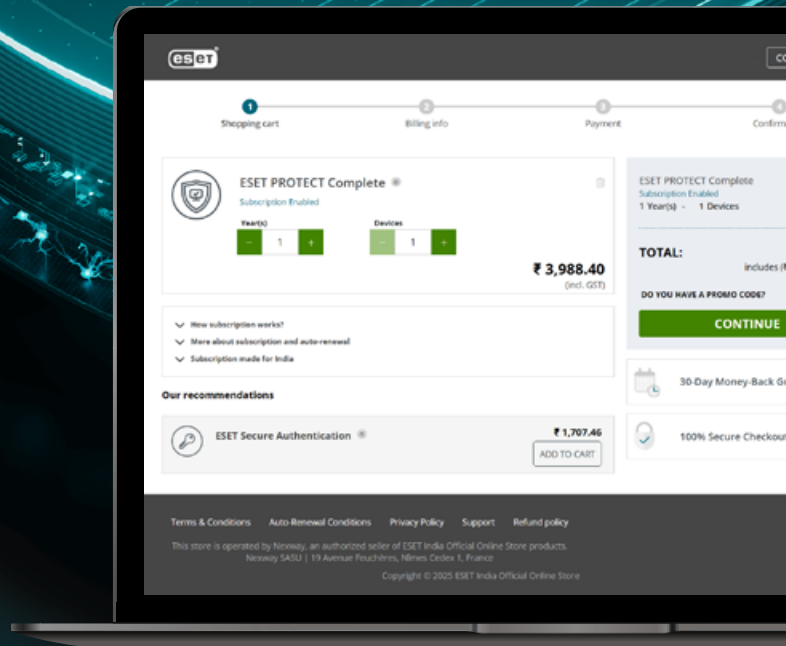 eset
1
2
3
4
Shopping cart
Billing info
Payment
ESET PROTECT Complete
Subscription Enabled
Year(s)
Devices
− 1 +
− 1 +
₹ 3,988.40
(incl. GST)
How subscription works?
More about subscription and auto-renewal
Subscription made for India
Our recommendations
ESET Secure Authentication
₹ 1,707.46
ADD TO CART
ESET PROTECT Complete
Subscription Enabled
1 Year(s) - 1 Devices
TOTAL:
includes
DO YOU HAVE A PROMO CODE?
CONTINUE
30-Day Money-Back
100% Secure Checkout
Terms & Conditions Auto-Renewal Conditions Privacy Policy Support Refund policy
This store is operated by Nexway, an authorized seller of ESET India Official Online Store products.
Nexway SASU | 19 Avenue Feuchères, Nîmes Cedex 1, France
Copyright © 2025 ESET India Official Online Store